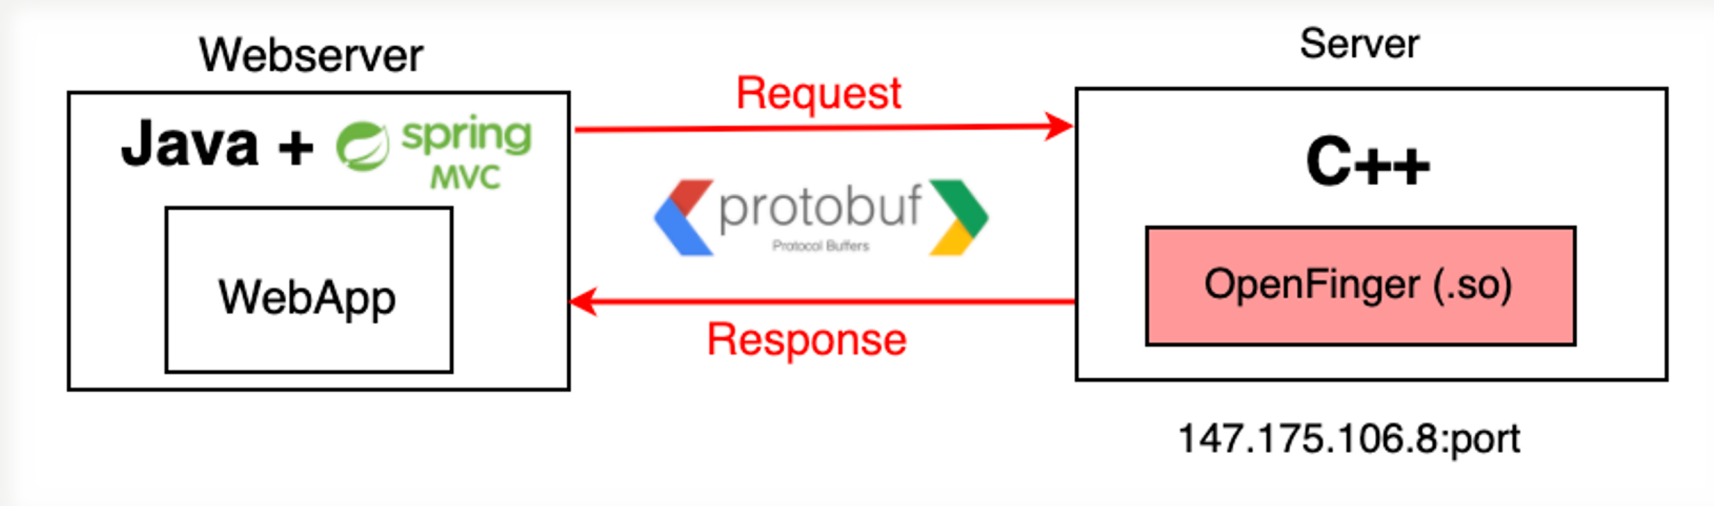 Webserver
Java + spring
MVC
WebApp
Request
protobuf
Protocol Buffers
Response
Server
C++
OpenFinger (.so)
147.175.106.8:port